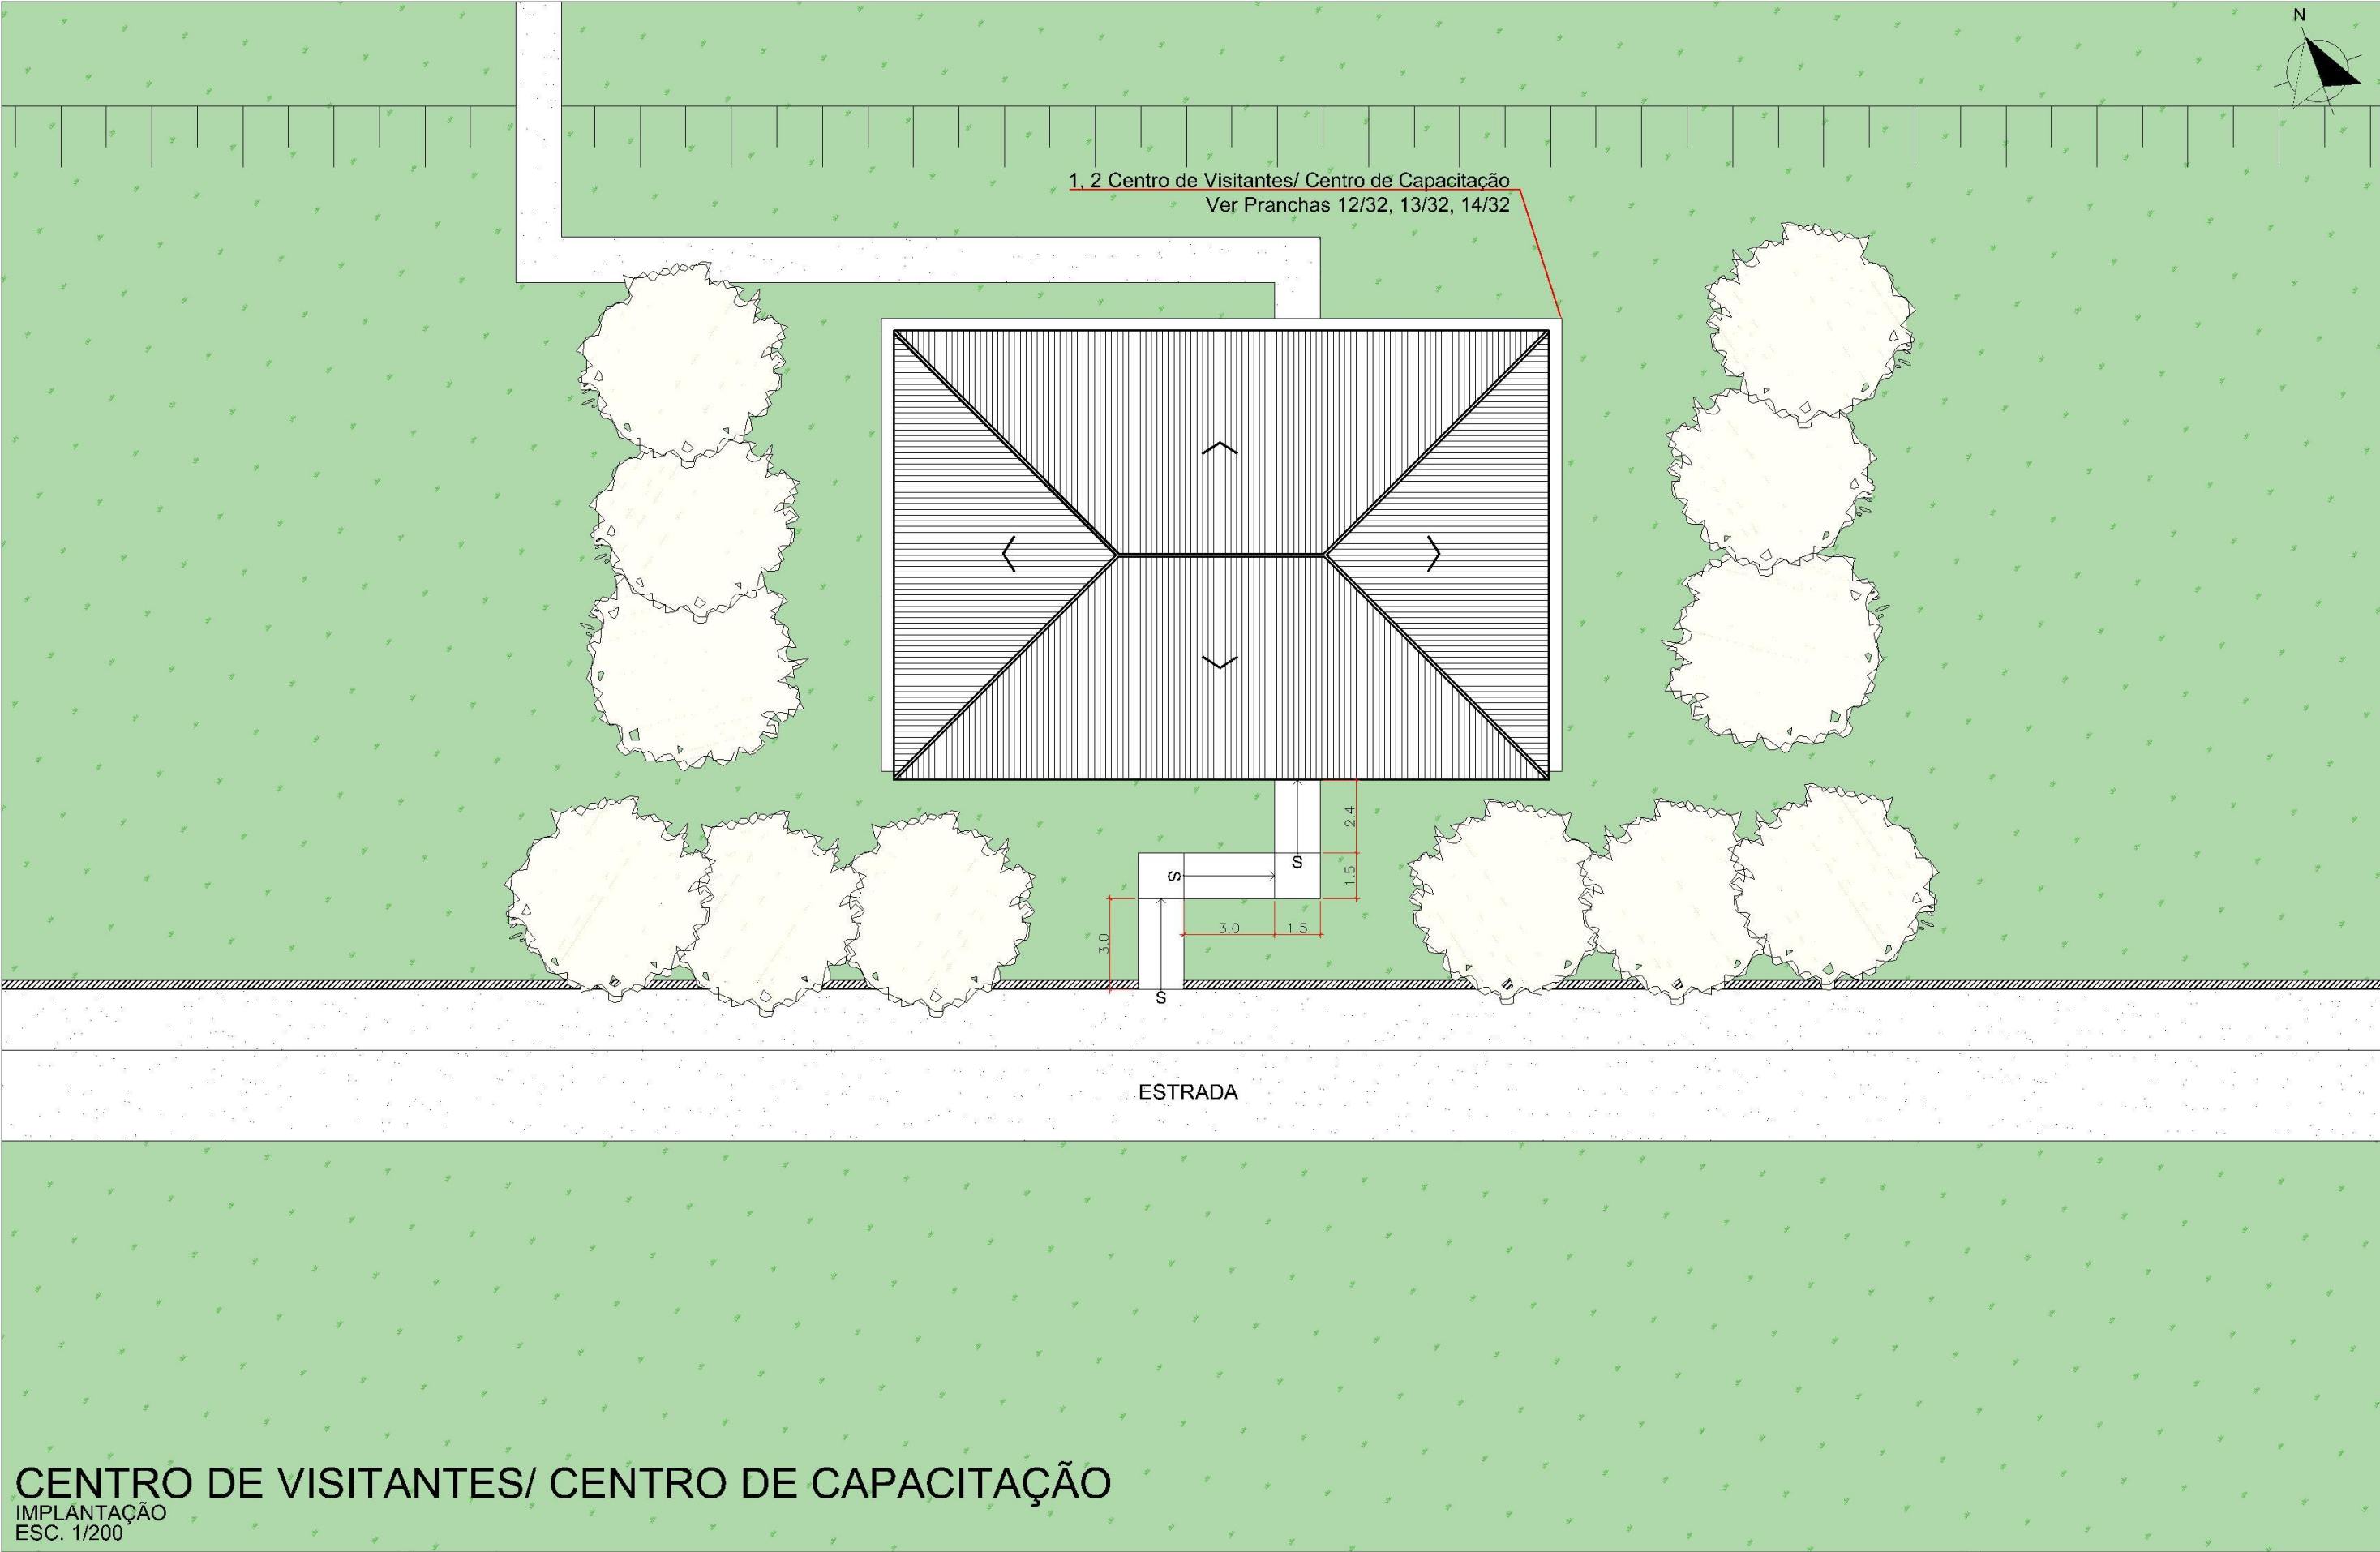 N
1, 2 Centro de Visitantes/ Centro de Capacitação
Ver Pranchas 12/32, 13/32, 14/32
2.4
S
S
1.5
3.0
1.5
3.0
S
ESTRADA
CENTRO DE VISITANTES/ CENTRO DE CAPACITAÇÃO
IMPLANTAÇÃO
ESC. 1/200